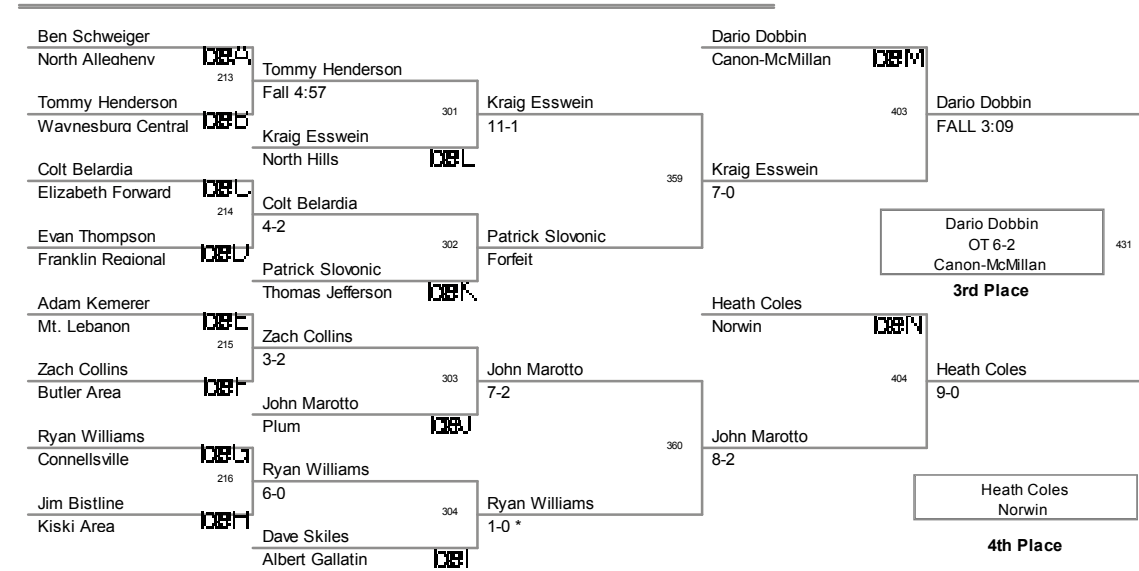 Ben Schweiger
North Allegheny
213
Tommy Henderson
Waynesburg Central
Colt Belardia
Elizabeth Forward
214
Evan Thompson
Franklin Regional
Adam Kemerer
Mt. Lebanon
215
Zach Collins
Butler Area
Ryan Williams
Connellsville
216
Jim Bistline
Kiski Area
Tommy Henderson
Fall 4:57
301
Kraig Esswein
North Hills
Colt Belardia
4-2
302
Patrick Slovonic
Thomas Jefferson
Zach Collins
3-2
303
John Marotto
Plum
Ryan Williams
6-0
304
Dave Skiles
Albert Gallatin
Kraig Esswein
11-1
359
Patrick Slovonic
Forfeit
John Marotto
7-2
360
Ryan Williams
1-0 *
Dario Dobbin
Canon-McMillan
403
Kraig Esswein
7-0
Heath Coles
Norwin
404
John Marotto
8-2
Dario Dobbin
FALL 3:09
Dario Dobbin
OT 6-2
Canon-McMillan
431
3rd Place
Heath Coles
9-0
Heath Coles
Norwin
4th Place